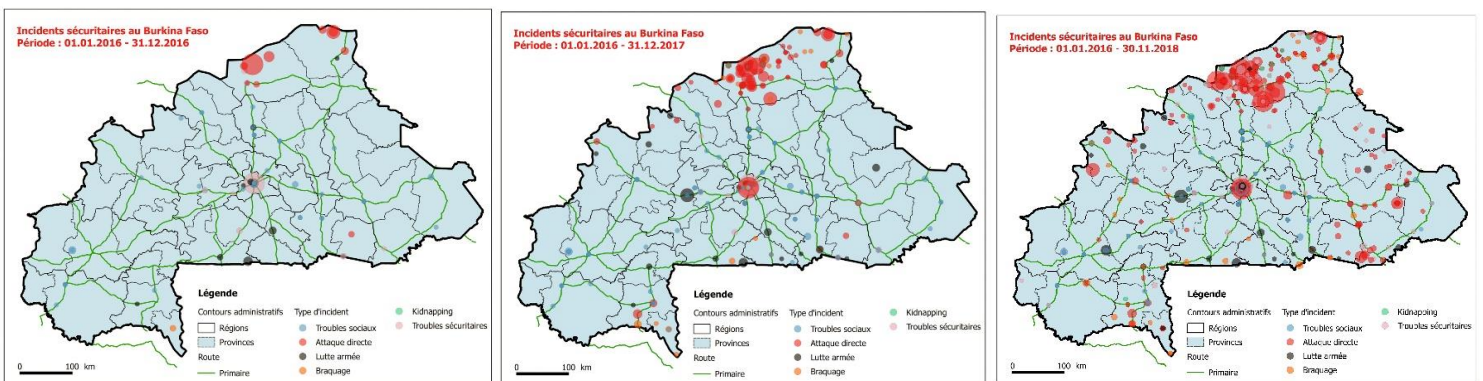 Incidents sécuritaires au Burkina Faso
Période : 01.01.2016 - 31.12.2016
Légende
Contours administratifs
Régions
Provinces
Route
Primaire
Type d'incident
Troubles sociaux
Attaque directe
Lutte armée
Braquage
Kidnapping
Troubles sécuritaires
0 100 km
Incidents sécuritaires au Burkina Faso
Période : 01.01.2016 - 31.12.2017
Légende
Contours administratifs
Régions
Provinces
Route
Primaire
Type d'incident
Troubles sociaux
Attaque directe
Lutte armée
Braquage
Kidnapping
Troubles sécuritaires
0 100 km
Incidents sécuritaires au Burkina Faso
Période : 01.01.2016 - 30.11.2018
Légende
Contours administratifs
Régions
Provinces
Route
Primaire
Type d'incident
Troubles sociaux
Attaque directe
Lutte armée
Braquage
Kidnapping
Troubles sécuritaires
0 100 km